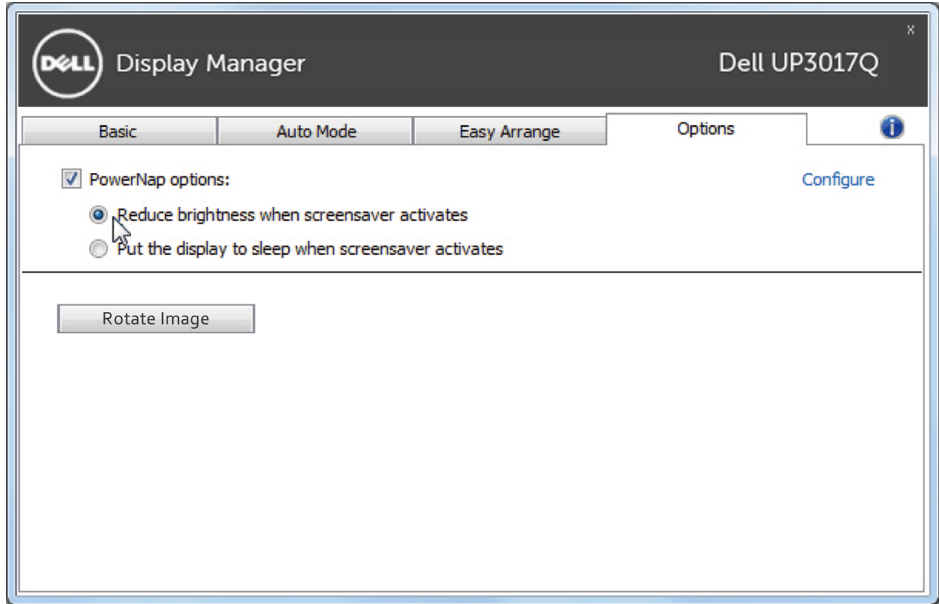 x
DELL Display Manager Dell UP3017Q
Basic Auto Mode Easy Arrange Options i
PowerNap options: Configure
Reduce brightness when screensaver activates
Put the display to sleep when screensaver activates
Rotate Image